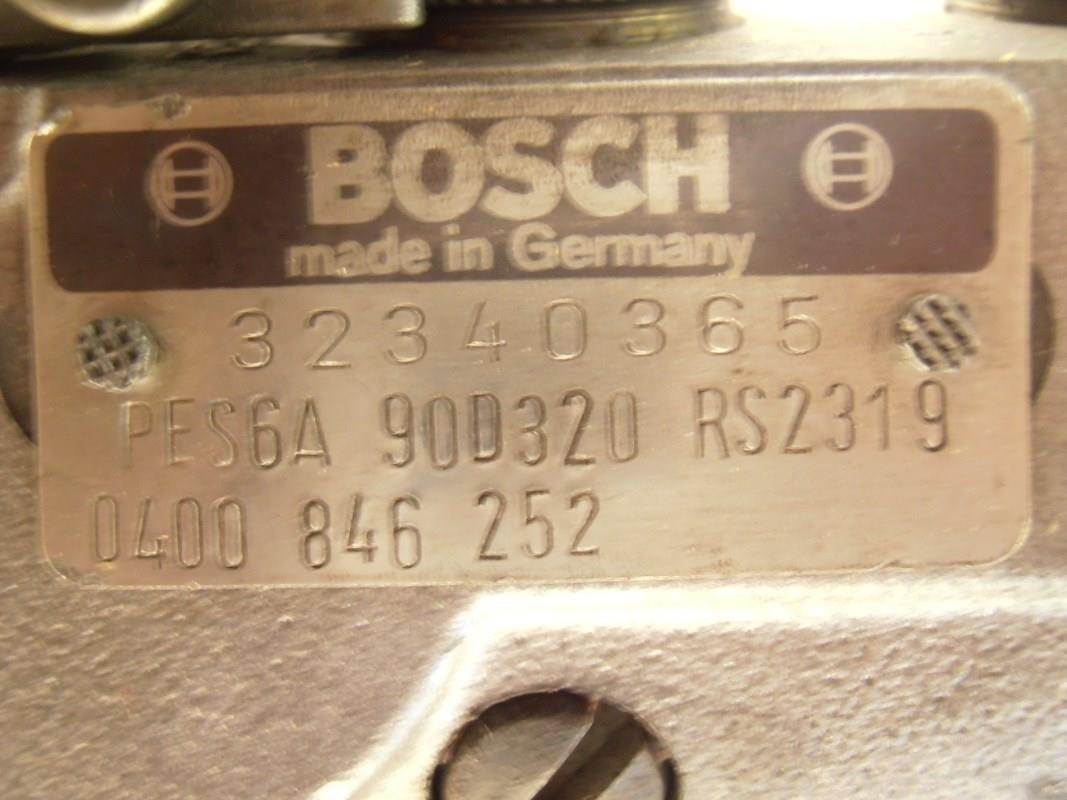 BOSCH
made in Germany
32340365
PES6A 90D320 RS2319
0400 846 252